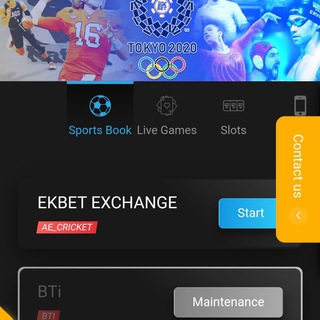 16
TOKYO 2020
Sports Book
Live Games
Slots
Contact us
EKBET EXCHANGE
AE_CRICKET
Start
BTi
BTI
Maintenance